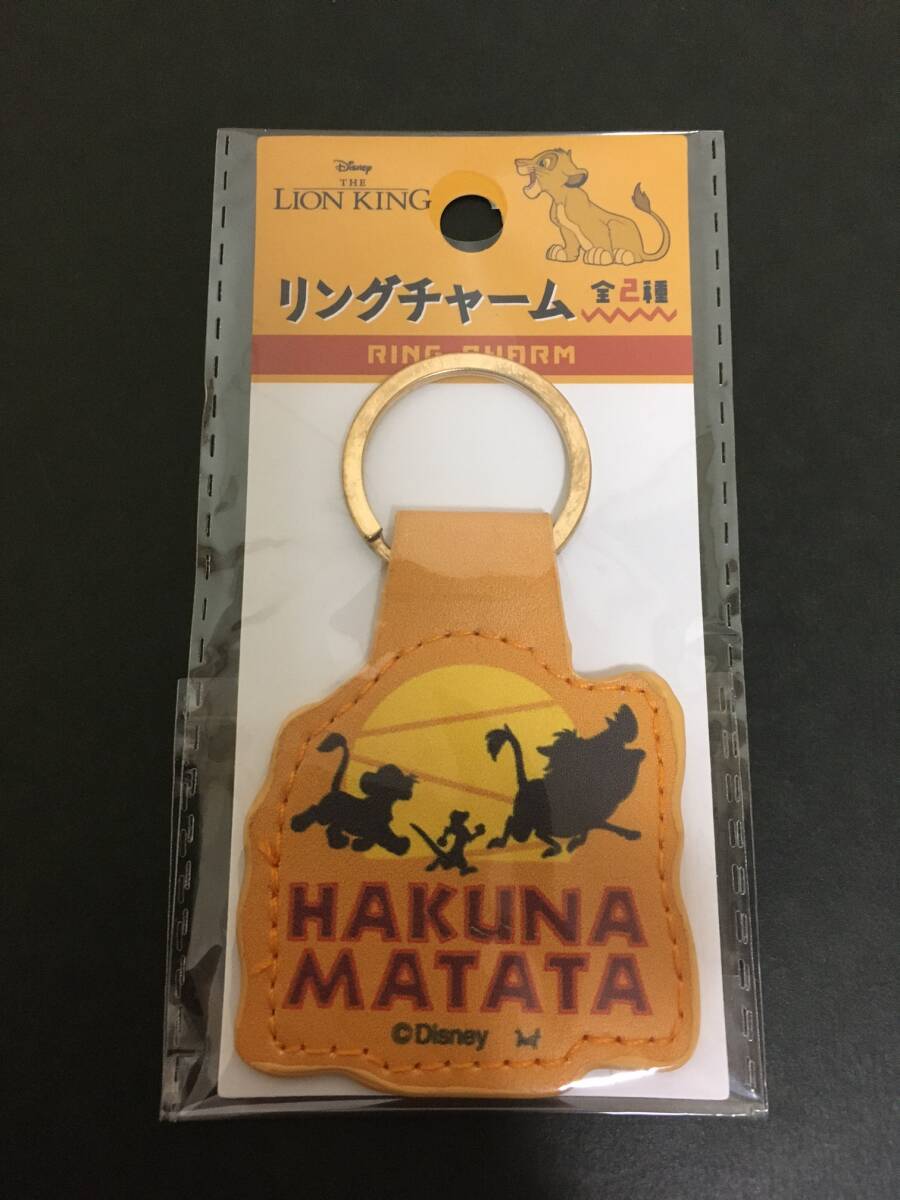 Disney
THE
LION KING
リングチャーム 全2種
RING CHARM
HAKUNA
MATATA
©Disney